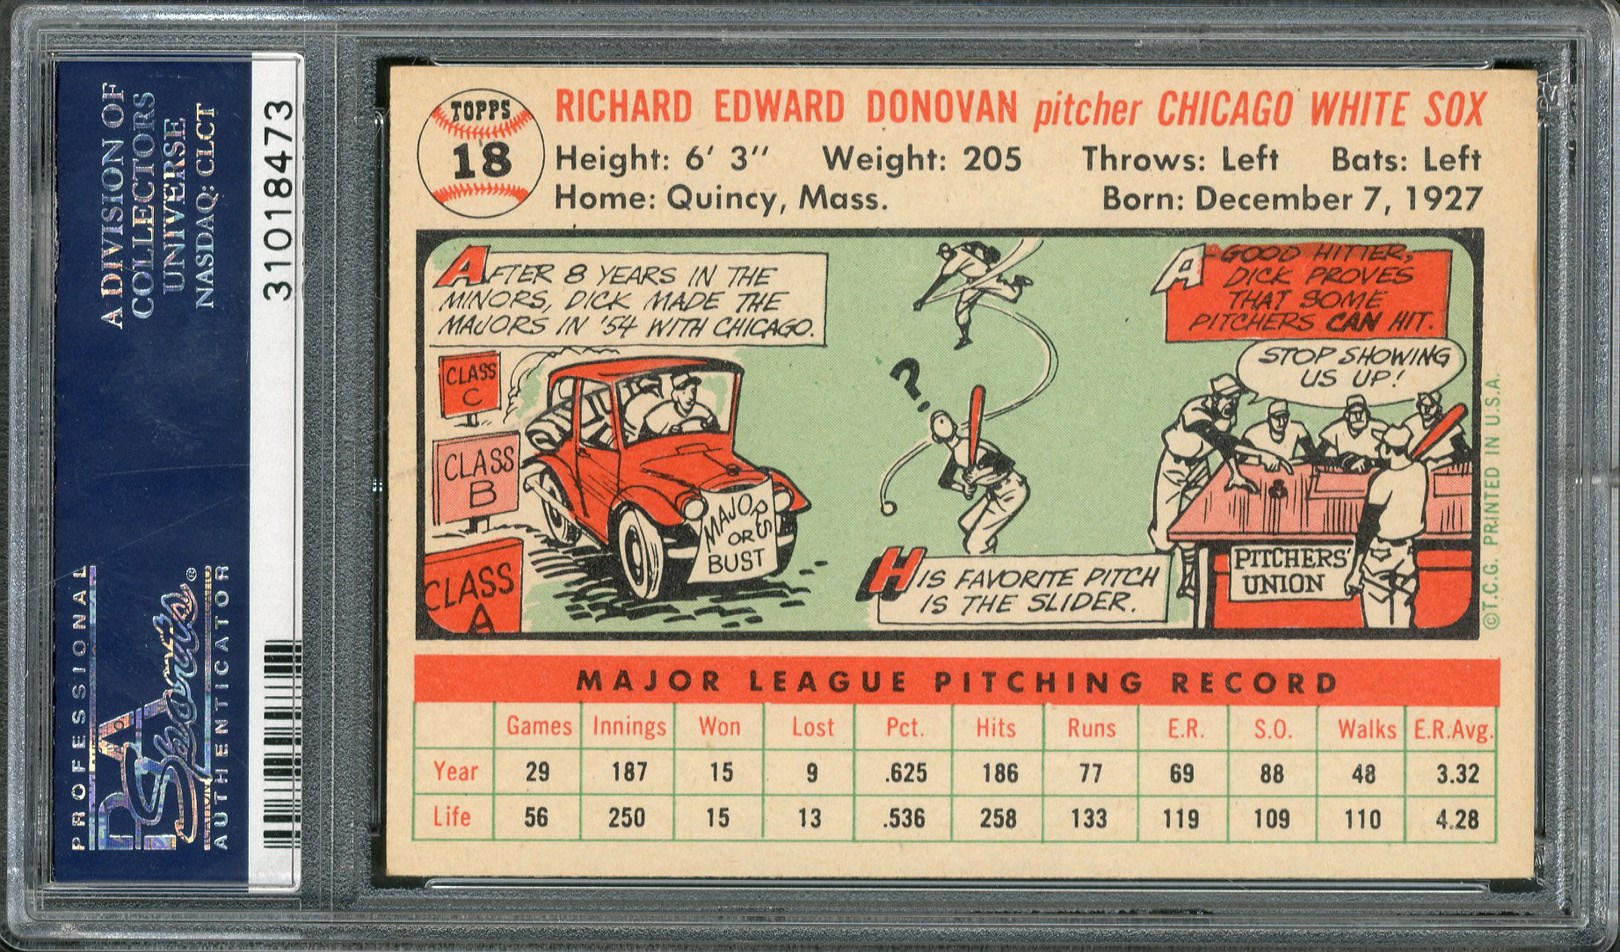 A DIVISION OF
COLLECTORS
UNIVERSE
NASDAQ: CLCT
PROFESSIONAL
PSA
Sports
AUTHENTICATOR
®
31018473
TOPPS
18
RICHARD EDWARD DONOVAN pitcher CHICAGO WHITE SOX
Height: 6' 3" Weight: 205 Throws: Left Bats: Left
Home: Quincy, Mass. Born: December 7, 1927
AFTER 8 YEARS IN THE
MINORS, DICK MADE THE
MAJORS IN '54 WITH CHICAGO.
CLASS
C
CLASS
B
CLASS
A
MAJORS
OR
BUST
?
HIS FAVORITE PITCH
IS THE SLIDER.
A GOOD HITTER,
DICK PROVES
THAT SOME
PITCHERS CAN HIT.
STOP SHOWING
US UP!
PITCHERS'
UNION
©T.C.G. PRINTED IN U.S.A.
MAJOR LEAGUE PITCHING RECORD
Games Innings Won Lost Pct. Hits Runs E.R. S.O. Walks E.R.Avg.
Year 29 187 15 9 .625 186 77 69 88 48 3.32
Life 56 250 15 13 .536 258 133 119 109 110 4.28